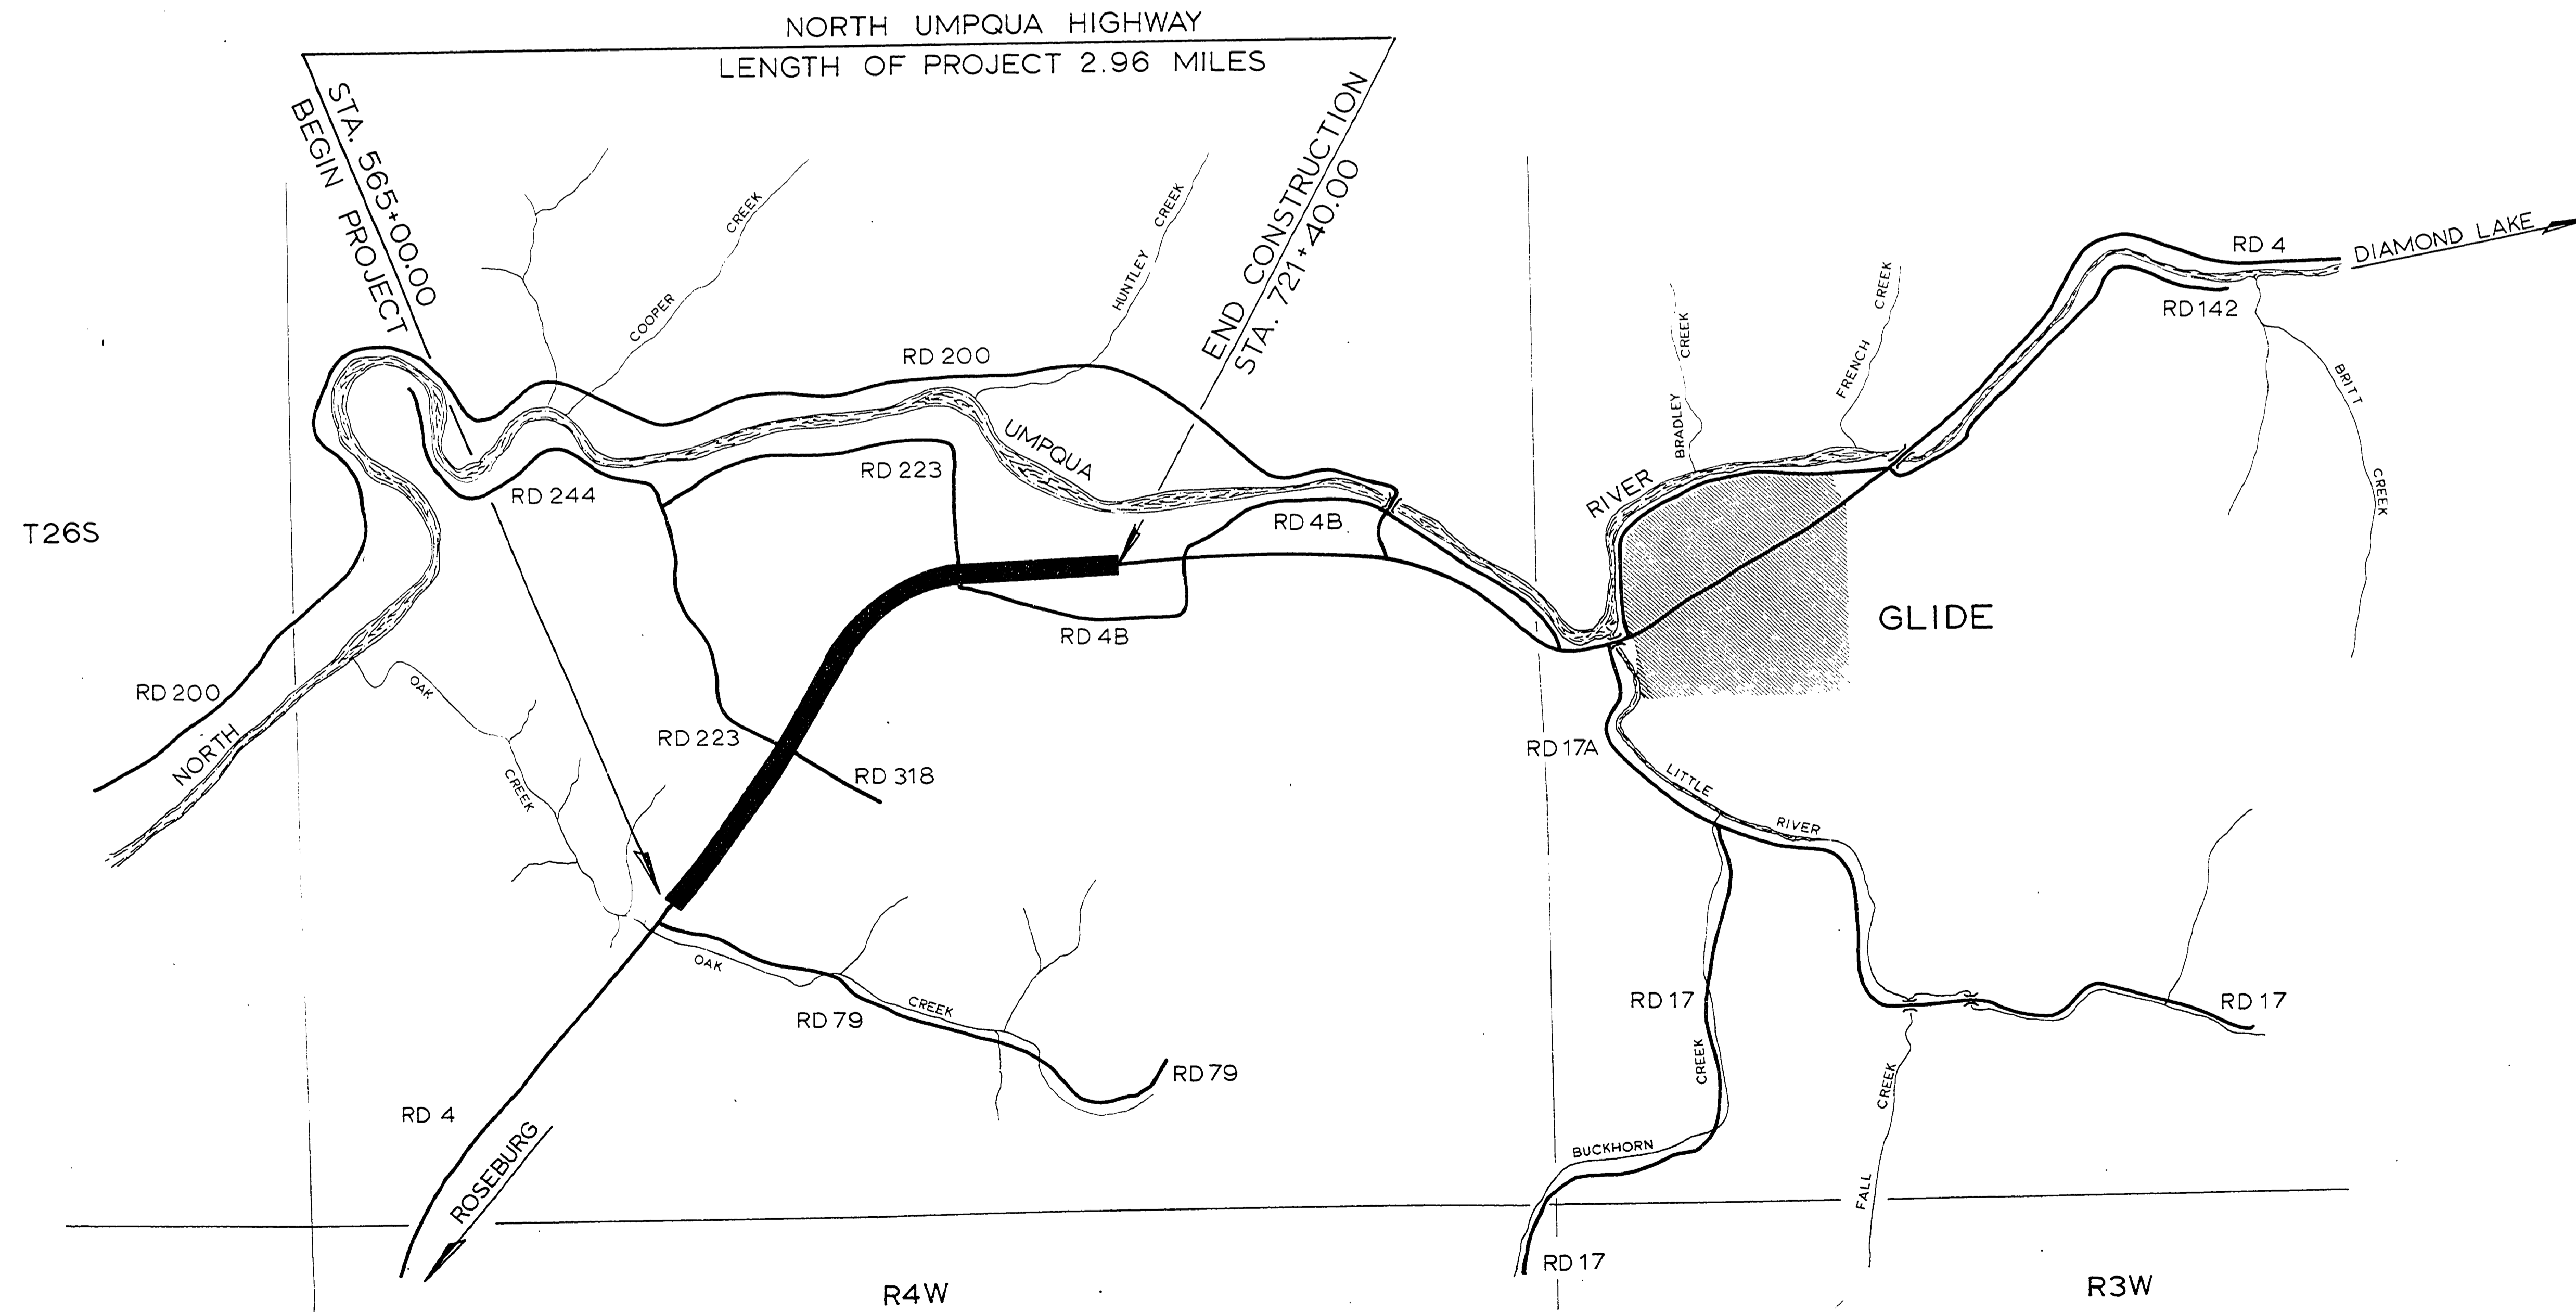 NORTH UMPQUA HIGHWAY
LENGTH OF PROJECT 2.96 MILES
STA. 565+00.00
BEGIN PROJECT
END CONSTRUCTION
STA. 721+40.00
COOPER CREEK
HUNTLEY CREEK
RD 200
UMPQUA
RD 223
RD 244
RD 4B
RD 4B
T26S
RIVER
BRADLEY CREEK
FRENCH CREEK
RD 4
DIAMOND LAKE
RD 142
BRITT CREEK
GLIDE
RD 200
NORTH
OAK CREEK
RD 223
RD 318
RD 17A
LITTLE RIVER
OAK CREEK
RD 79
RD 79
RD 4
ROSEBURG
RD 17
CREEK
BUCKHORN
RD 17
RD 17
FALL CREEK
R4W
R3W